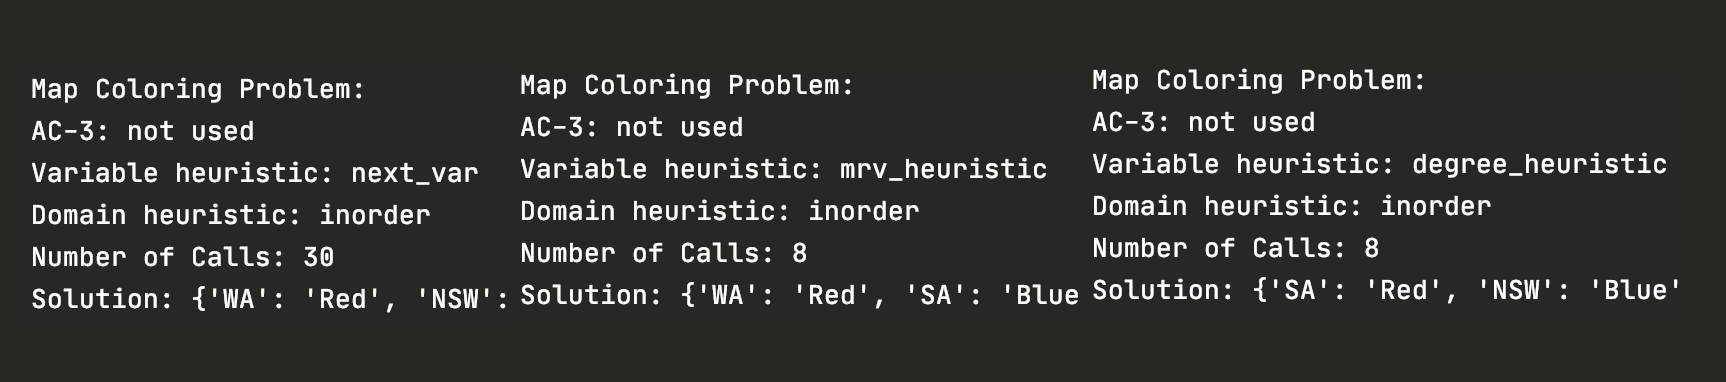 Map Coloring Problem:
AC-3: not used
Variable heuristic: next_var
Domain heuristic: inorder
Number of Calls: 30
Solution: {'WA': 'Red', 'NSW':
Map Coloring Problem:
AC-3: not used
Variable heuristic: mrv_heuristic
Domain heuristic: inorder
Number of Calls: 8
Solution: {'WA': 'Red', 'SA': 'Blue
Map Coloring Problem:
AC-3: not used
Variable heuristic: degree_heuristic
Domain heuristic: inorder
Number of Calls: 8
Solution: {'SA': 'Red', 'NSW': 'Blue'